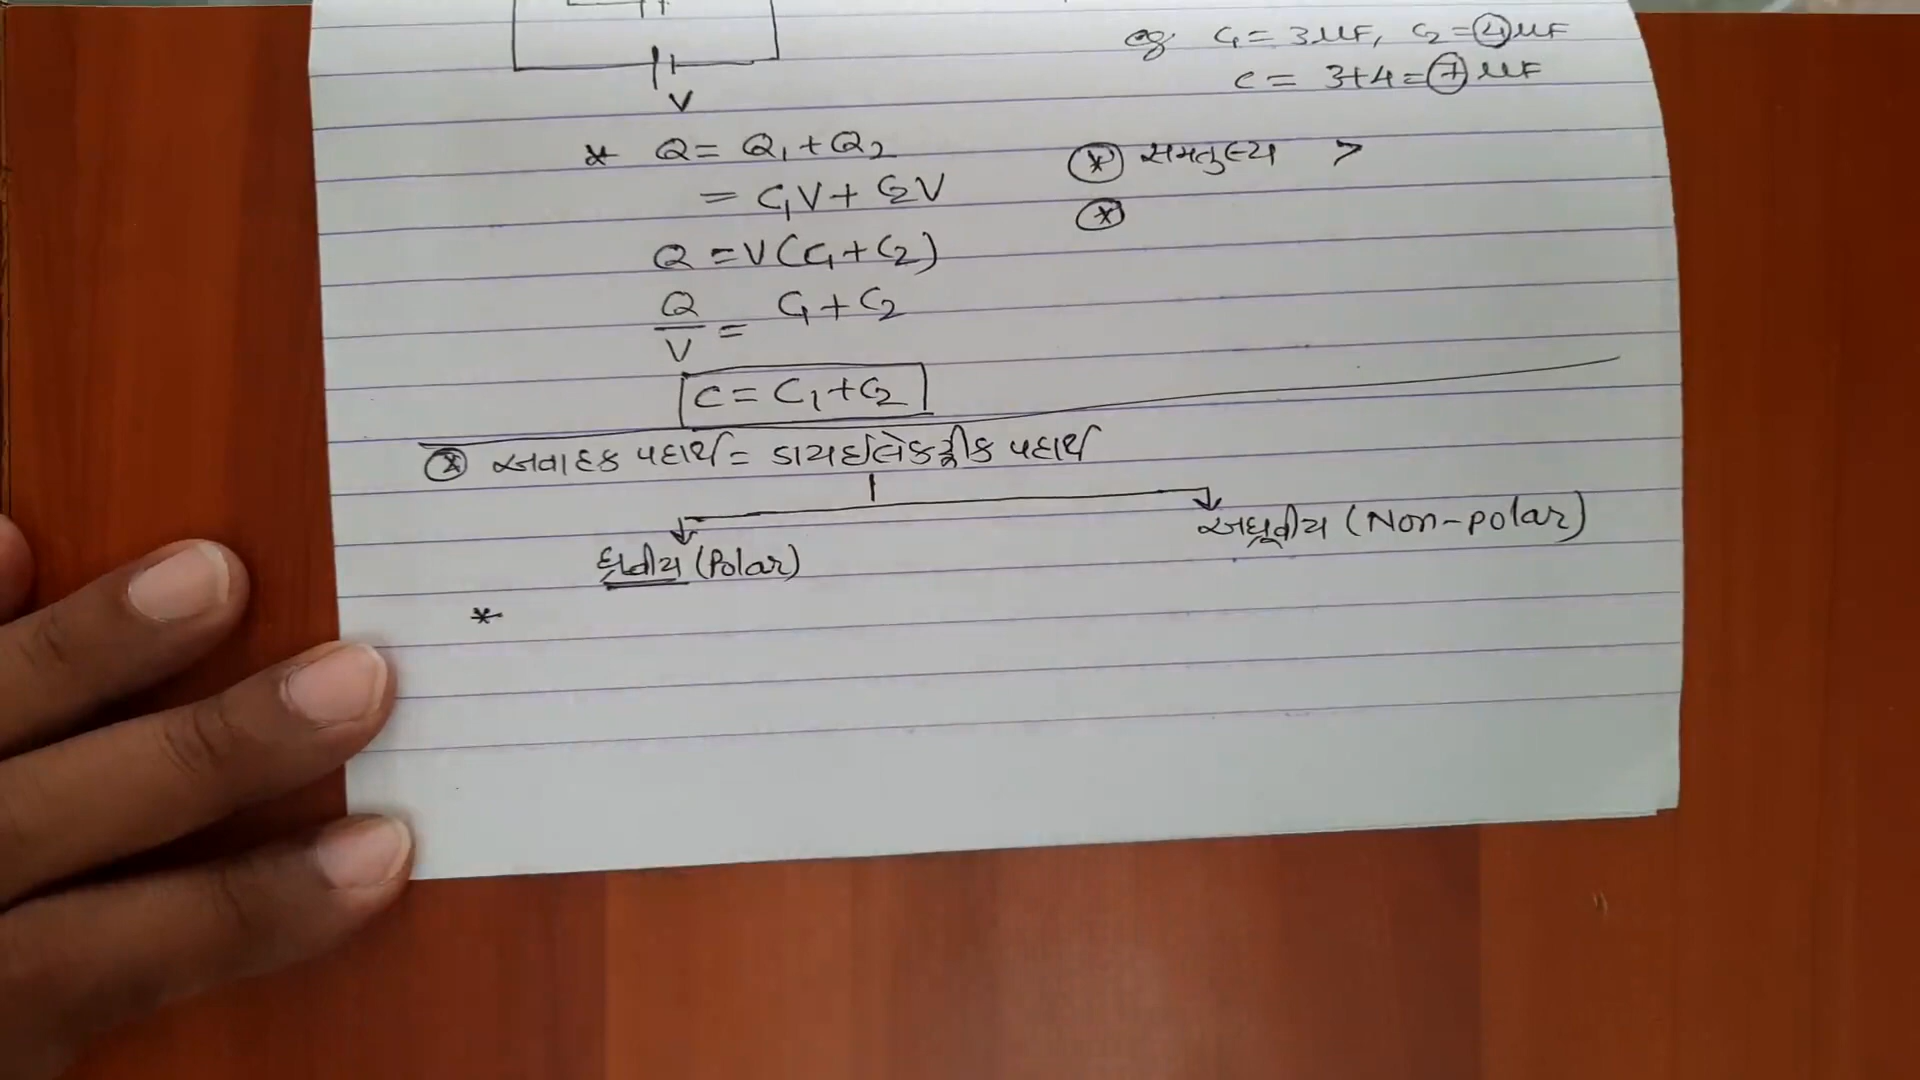 eg. C₁ = 3 μF, C₂ = 4 μF
C = 3+4 = 7 μF
V
* Q = Q₁ + Q₂
= C₁V + C₂V
* સમતુલ્ય >
*
Q = V(C₁ + C₂)
Q/V = C₁ + C₂
C = C₁ + C₂
* અવાહક પદાર્થ = ડાયઇલેક્ટ્રીક પદાર્થ
ધ્રુવીય (Polar)
અધ્રુવીય (Non-polar)
*